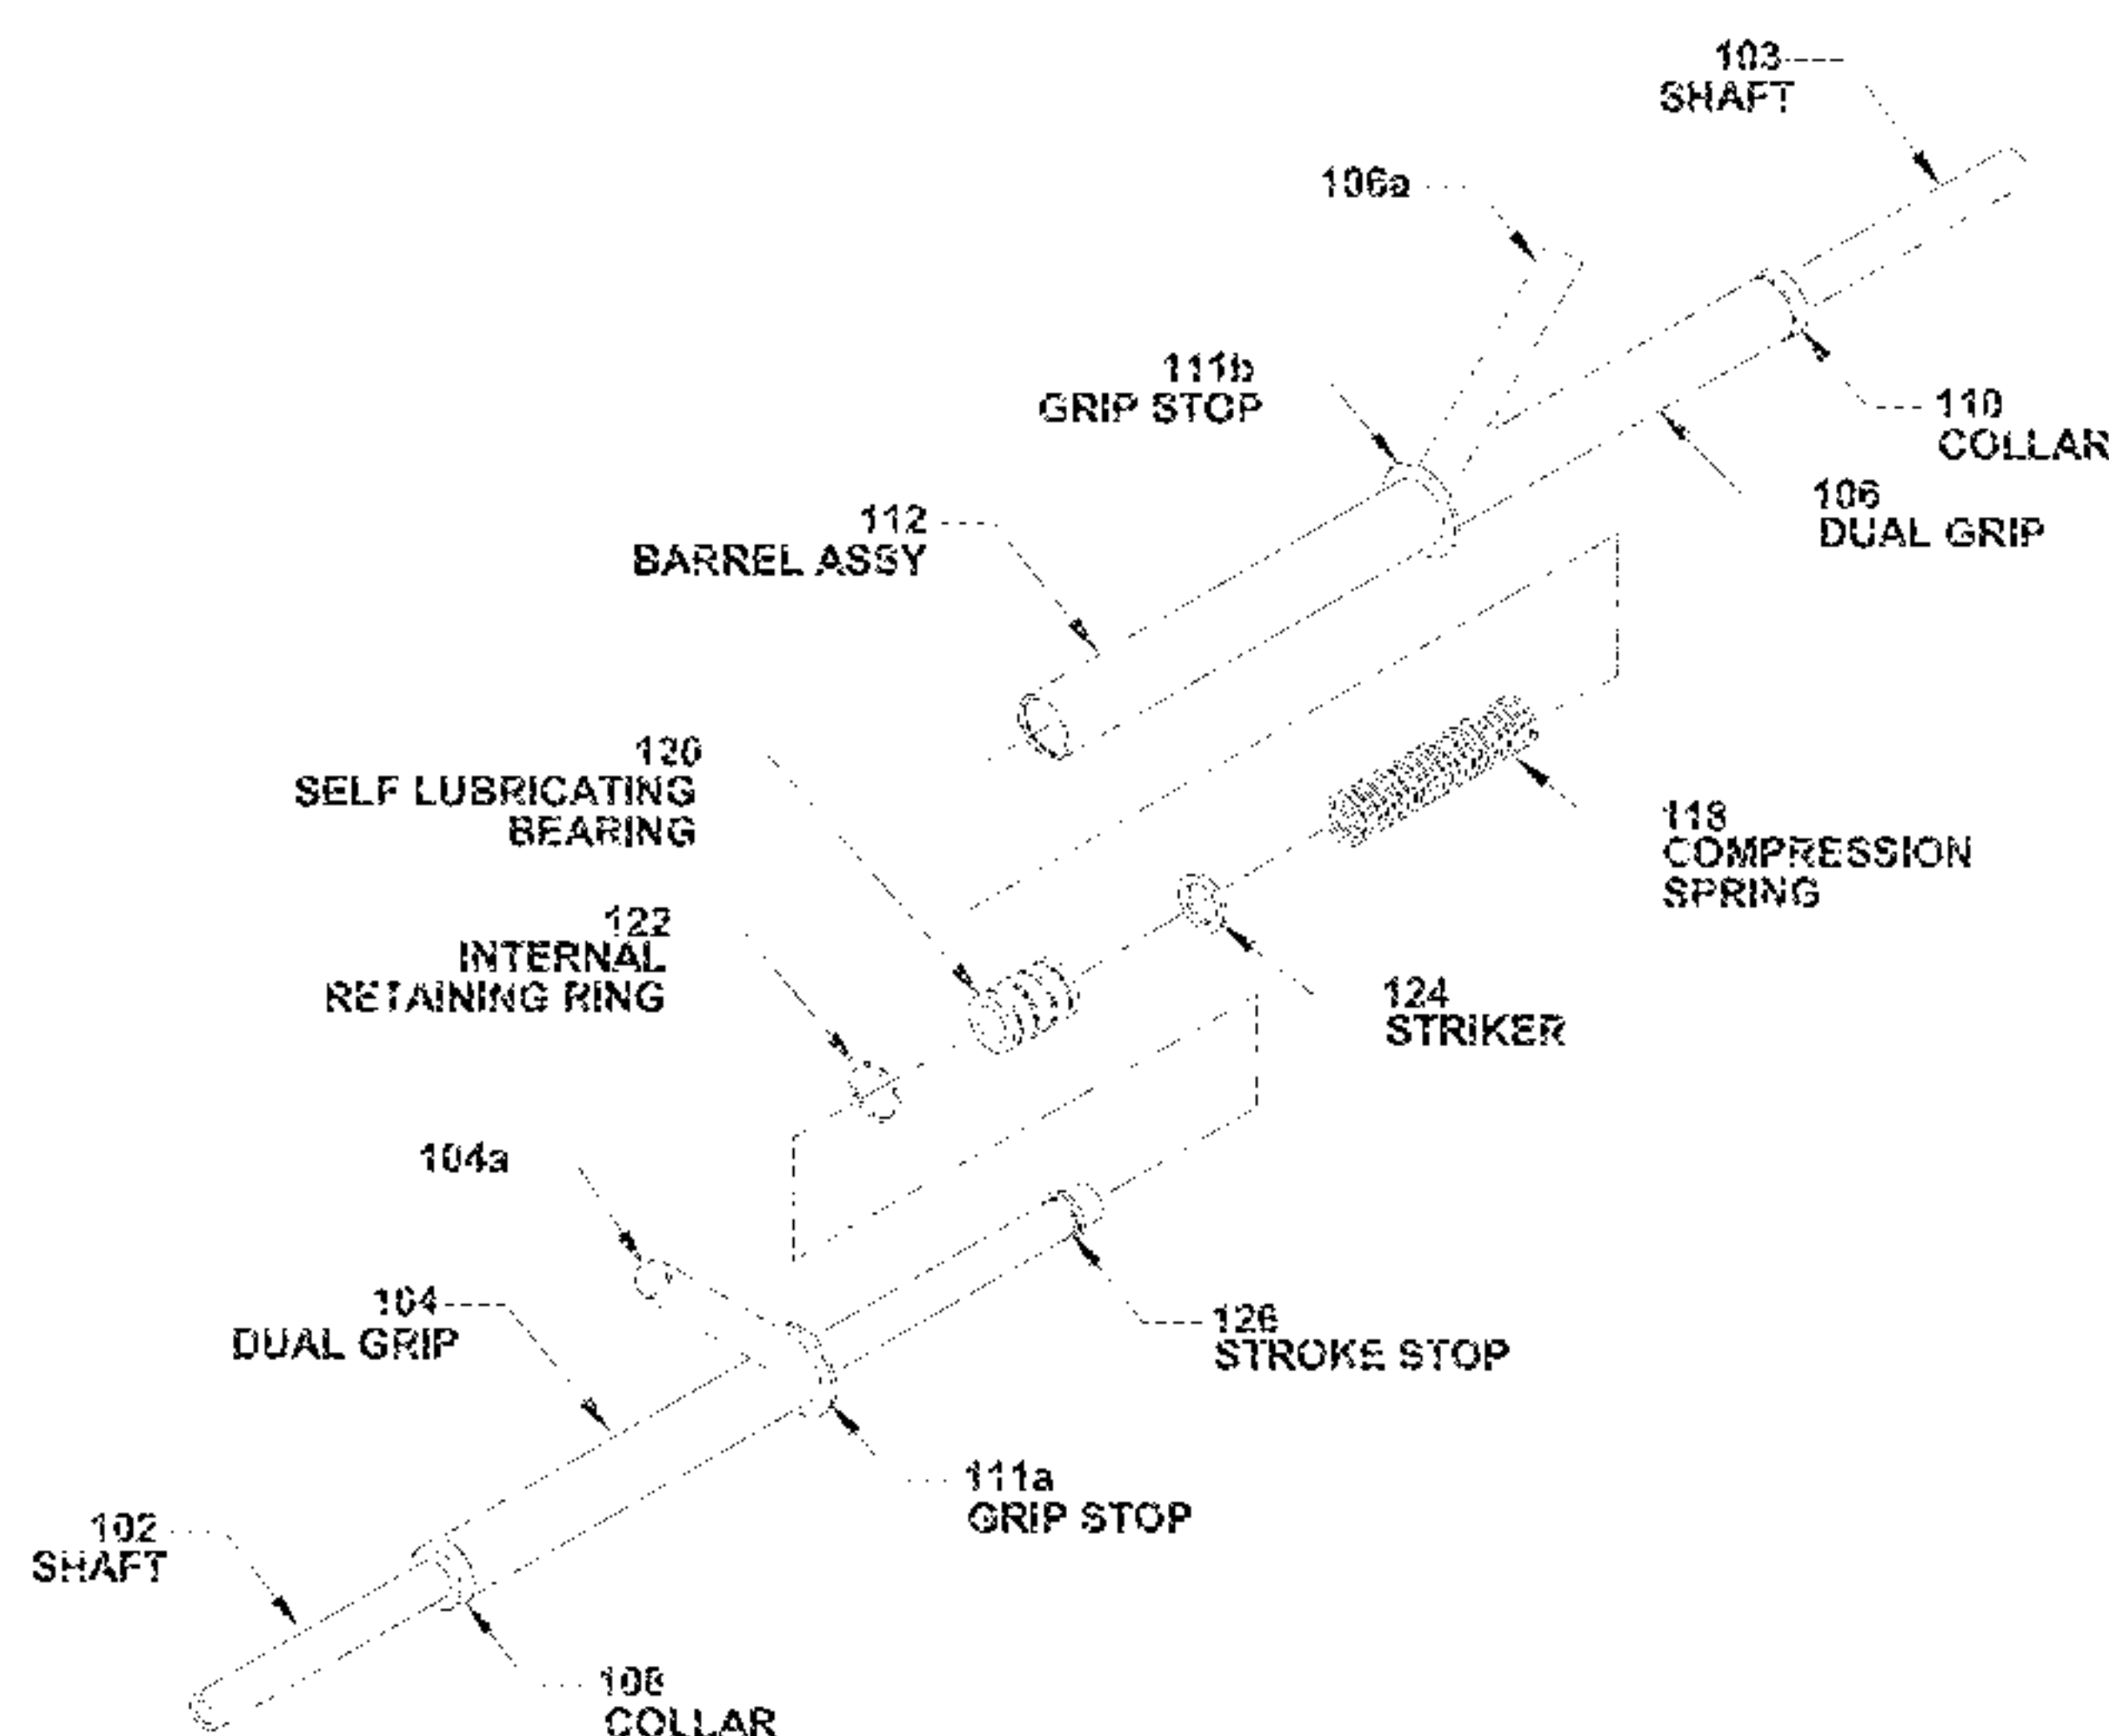 103
SHAFT
106a
111b
GRIP STOP
110
COLLAR
106
DUAL GRIP
112
BARREL ASSY
120
SELF LUBRICATING
BEARING
118
COMPRESSION
SPRING
122
INTERNAL
RETAINING RING
124
STRIKER
104a
104
DUAL GRIP
126
STROKE STOP
111a
GRIP STOP
102
SHAFT
108
COLLAR